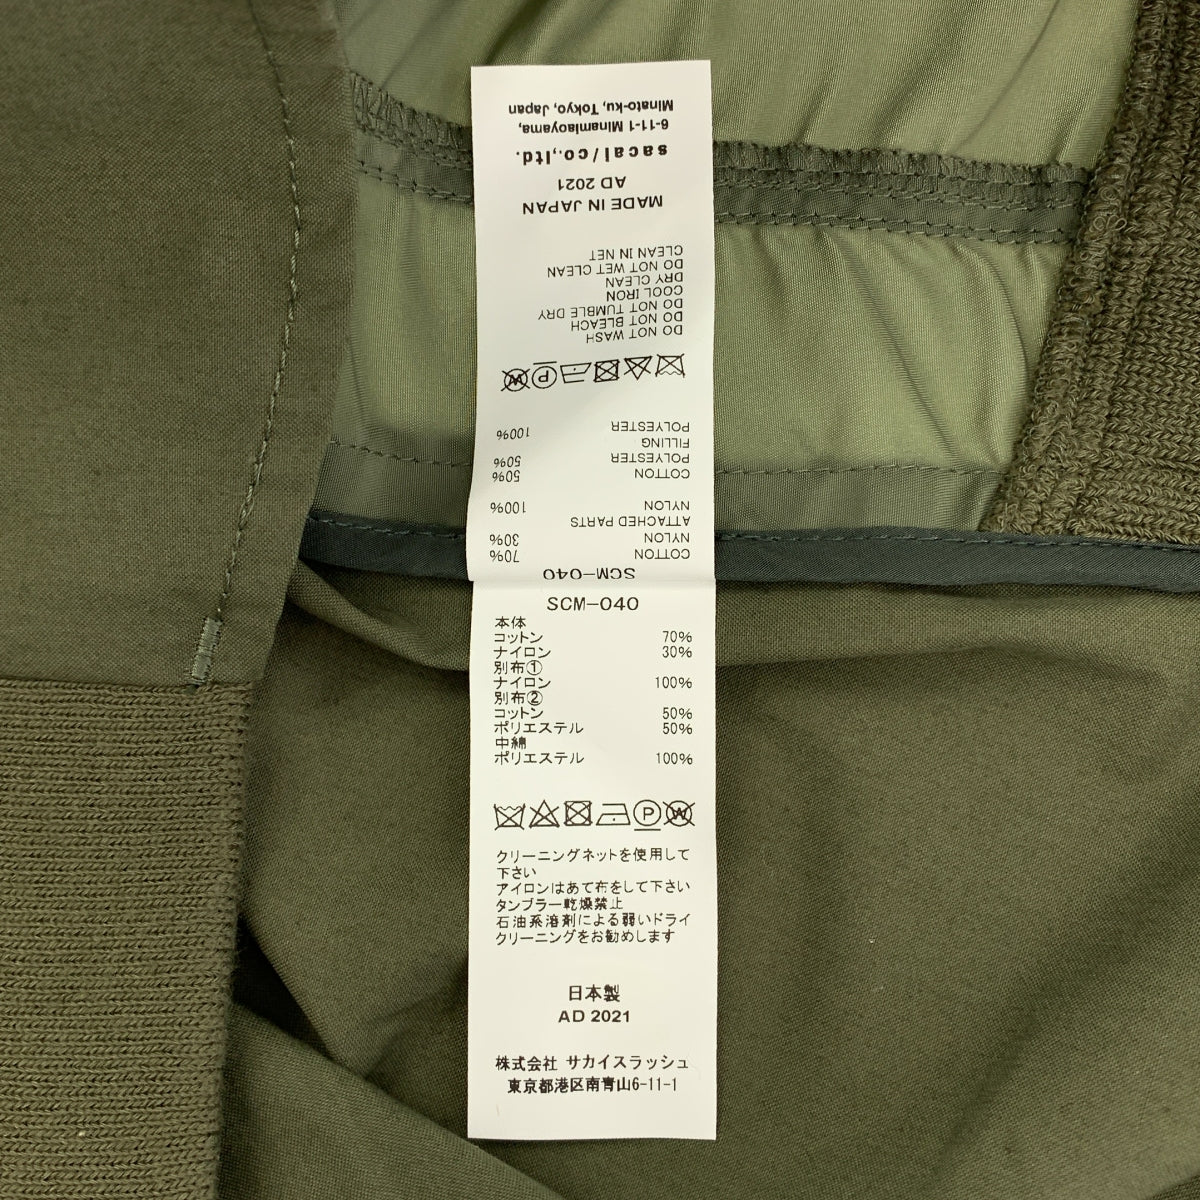 SCM-040
本体
コットン 70%
ナイロン 30%
別布①
ナイロン 100%
別布②
コットン 50%
ポリエステル 50%
中綿
ポリエステル 100%
P W
クリーニングネットを使用して
下さい
アイロンはあて布をして下さい
タンブラー乾燥禁止
石油系溶剤による弱いドライ
クリーニングをお勧めします
日本製
AD 2021
株式会社 サカイスラッシュ
東京都港区南青山6-11-1
SCM-040
COTTON 70%
NYLON 30%
ATTACHED PARTS
NYLON 100%
COTTON 50%
POLYESTER 50%
FILLING
POLYESTER 100%
P W
DO NOT WASH
DO NOT BLEACH
DO NOT TUMBLE DRY
COOL IRON
DRY CLEAN
DO NOT WET CLEAN
CLEAN IN NET
MADE IN JAPAN
AD 2021
sacai/co.,ltd.
6-11-1 Minamiaoyama,
Minato-ku, Tokyo, Japan